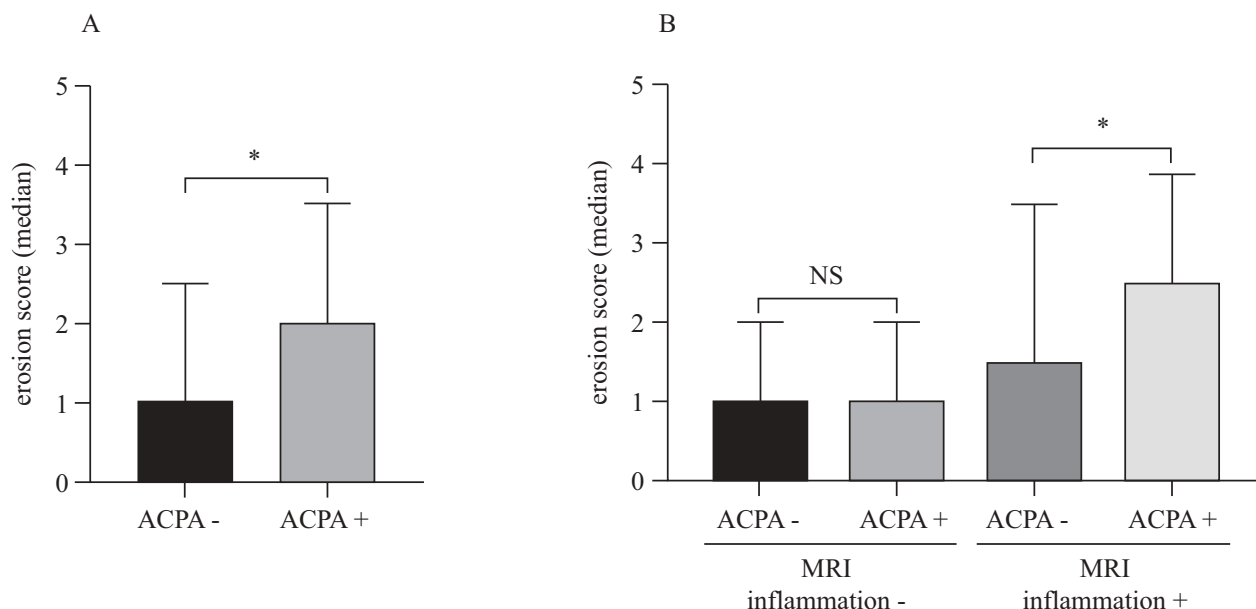 A
erosion score (median)
5
4
3
2
1
0
*
ACPA -
ACPA +
B
erosion score (median)
5
4
3
2
1
0
NS
*
ACPA -
ACPA +
ACPA -
ACPA +
MRI
inflammation -
MRI
inflammation +